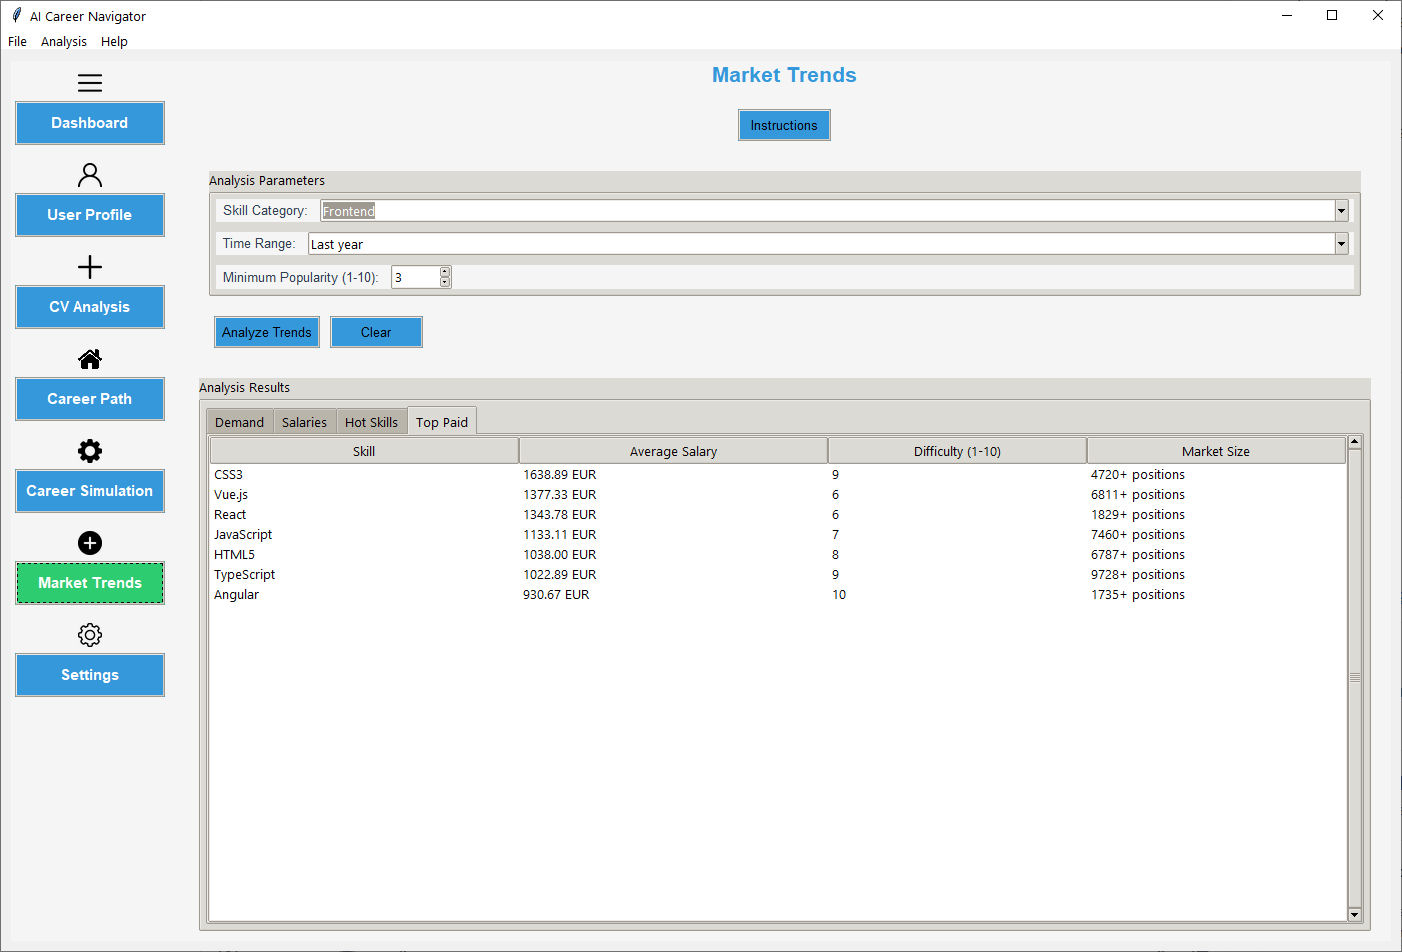 AI Career Navigator
File Analysis Help
Market Trends
Instructions
Dashboard
User Profile
CV Analysis
Career Path
Career Simulation
Market Trends
Settings
Analysis Parameters
Skill Category: Frontend
Time Range: Last year
Minimum Popularity (1-10): 3
Analyze Trends Clear
Analysis Results
Demand Salaries Hot Skills Top Paid
Skill Average Salary Difficulty (1-10) Market Size
CSS3 1638.89 EUR 9 4720+ positions
Vue.js 1377.33 EUR 6 6811+ positions
React 1343.78 EUR 6 1829+ positions
JavaScript 1133.11 EUR 7 7460+ positions
HTML5 1038.00 EUR 8 6787+ positions
TypeScript 1022.89 EUR 9 9728+ positions
Angular 930.67 EUR 10 1735+ positions